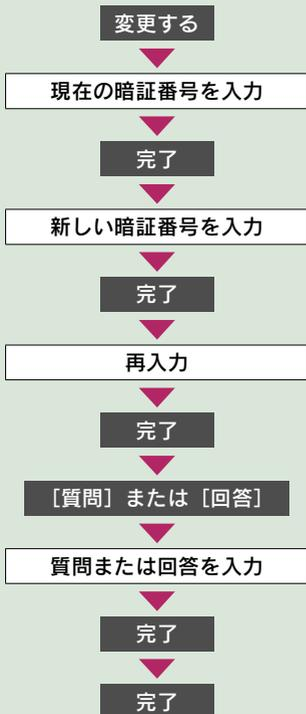 変更する
現在の暗証番号を入力
完了
新しい暗証番号を入力
完了
再入力
完了
［質問］または［回答］
質問または回答を入力
完了
完了